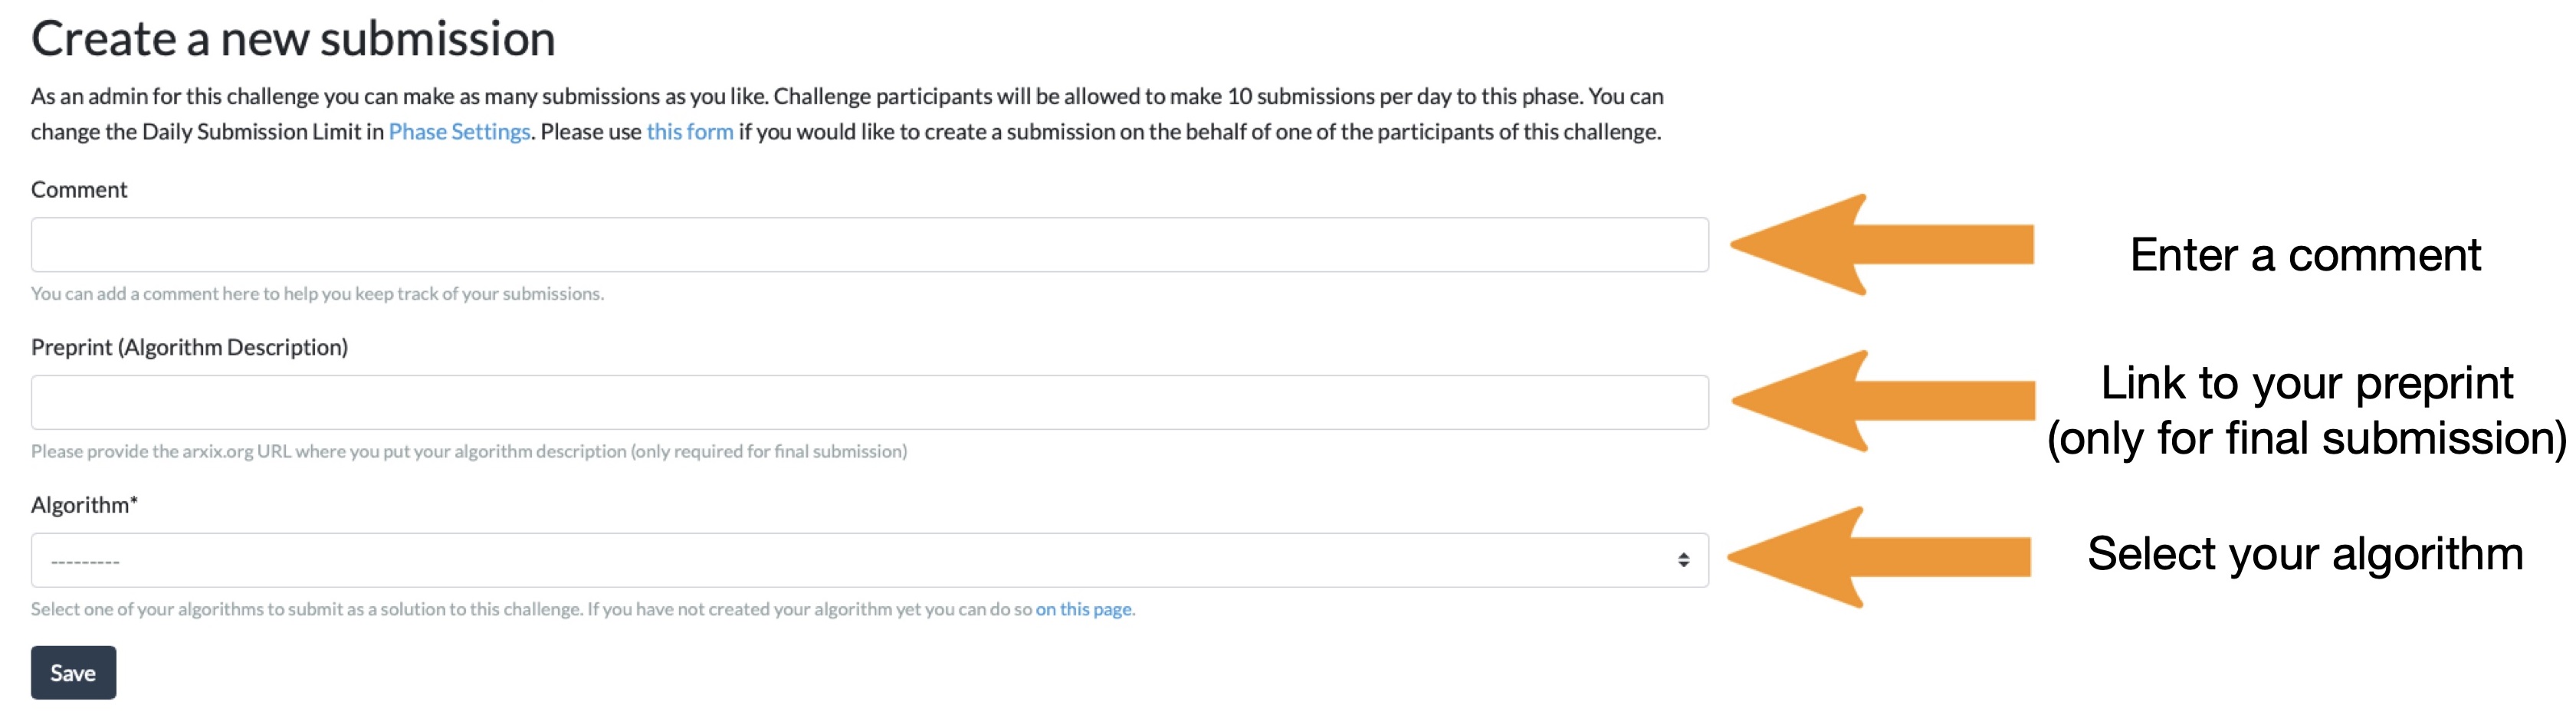 Create a new submission
As an admin for this challenge you can make as many submissions as you like. Challenge participants will be allowed to make 10 submissions per day to this phase. You can
change the Daily Submission Limit in Phase Settings. Please use this form if you would like to create a submission on the behalf of one of the participants of this challenge.
Comment
Enter a comment
You can add a comment here to help you keep track of your submissions.
Preprint (Algorithm Description)
Link to your preprint
(only for final submission)
Please provide the arxix.org URL where you put your algorithm description (only required for final submission)
Algorithm*
---------
Select your algorithm
Select one of your algorithms to submit as a solution to this challenge. If you have not created your algorithm yet you can do so on this page.
Save